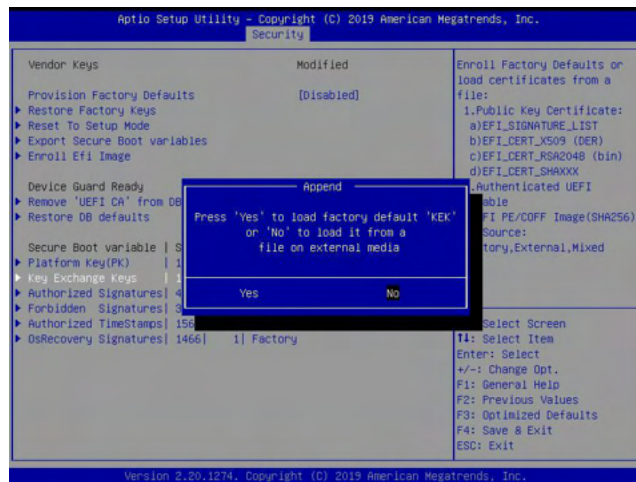 Aptio Setup Utility – Copyright (C) 2019 American Megatrends, Inc.
Security
Vendor Keys Modified
Provision Factory Defaults [Disabled]
Restore Factory Keys
Reset To Setup Mode
Export Secure Boot variables
Enroll Efi Image
Device Guard Ready
Remove 'UEFI CA' from DB
Restore DB defaults
Secure Boot variable | S
Platform Key(PK) | 1
Key Exchange Keys | 1
Authorized Signatures| 4
Forbidden Signatures| 3
Authorized TimeStamps| 156
OsRecovery Signatures| 1466| 1| Factory
Append
Press 'Yes' to load factory default 'KEK'
or 'No' to load it from a
file on external media
Yes No
Enroll Factory Defaults or
load certificates from a
file:
1.Public Key Certificate:
a)EFI_SIGNATURE_LIST
b)EFI_CERT_X509 (DER)
c)EFI_CERT_RSA2048 (bin)
d)EFI_CERT_SHAXXX
.Authenticated UEFI
able
FI PE/COFF Image(SHA256)
Source:
tory,External,Mixed
Select Screen
↑↓: Select Item
Enter: Select
+/-: Change Opt.
F1: General Help
F2: Previous Values
F3: Optimized Defaults
F4: Save & Exit
ESC: Exit
Version 2.20.1274. Copyright (C) 2019 American Megatrends, Inc.